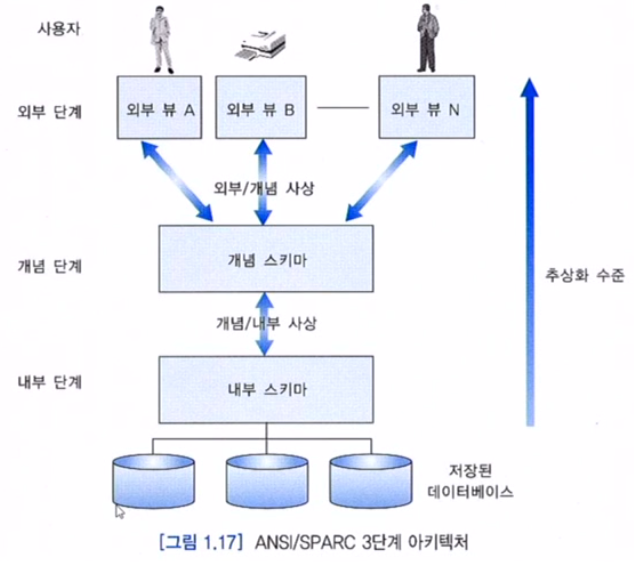 사용자
외부 단계
외부 뷰 A
외부 뷰 B
외부 뷰 N
외부/개념 사상
개념 단계
개념 스키마
추상화 수준
개념/내부 사상
내부 단계
내부 스키마
저장된
데이터베이스
[그림 1.17] ANSI/SPARC 3단계 아키텍처